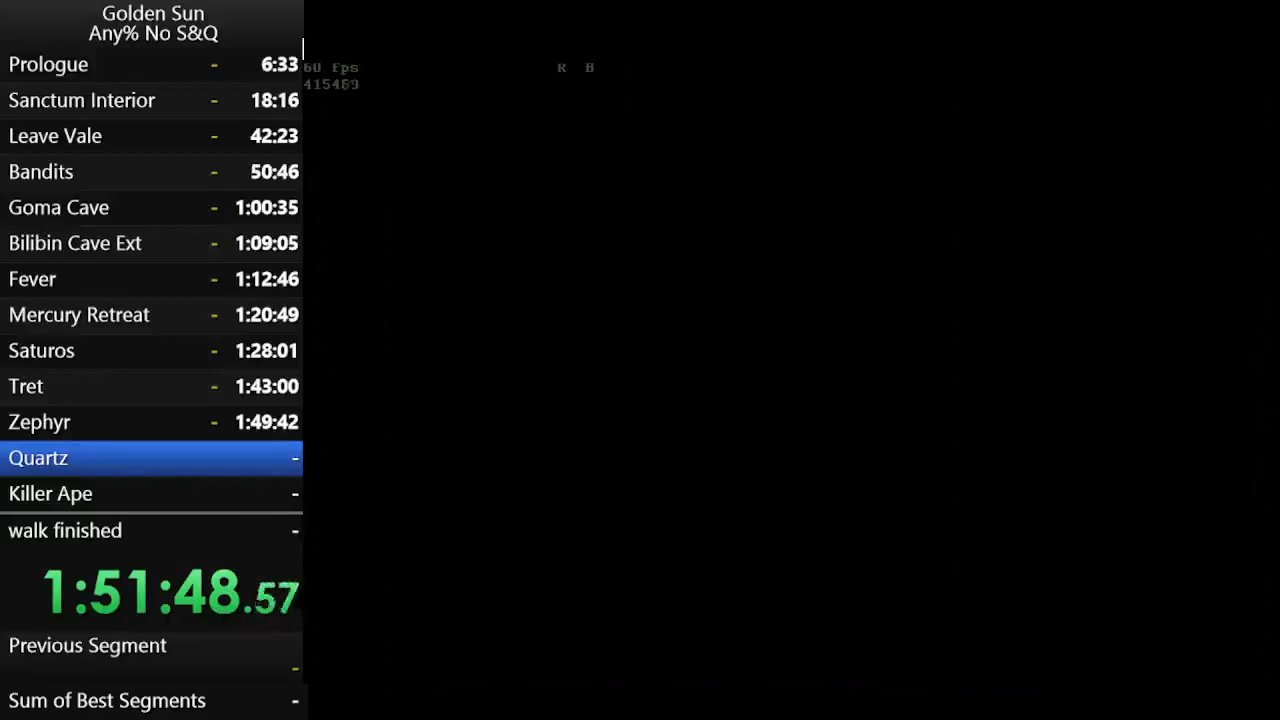 Golden Sun
Any% No S&Q
Prologue - 6:33
Sanctum Interior - 18:16
Leave Vale - 42:23
Bandits - 50:46
Goma Cave - 1:00:35
Bilibin Cave Ext - 1:09:05
Fever - 1:12:46
Mercury Retreat - 1:20:49
Saturos - 1:28:01
Tret - 1:43:00
Zephyr - 1:49:42
Quartz -
Killer Ape -
walk finished -
1:51:48.57
Previous Segment
-
Sum of Best Segments -
60 fps R B
415469